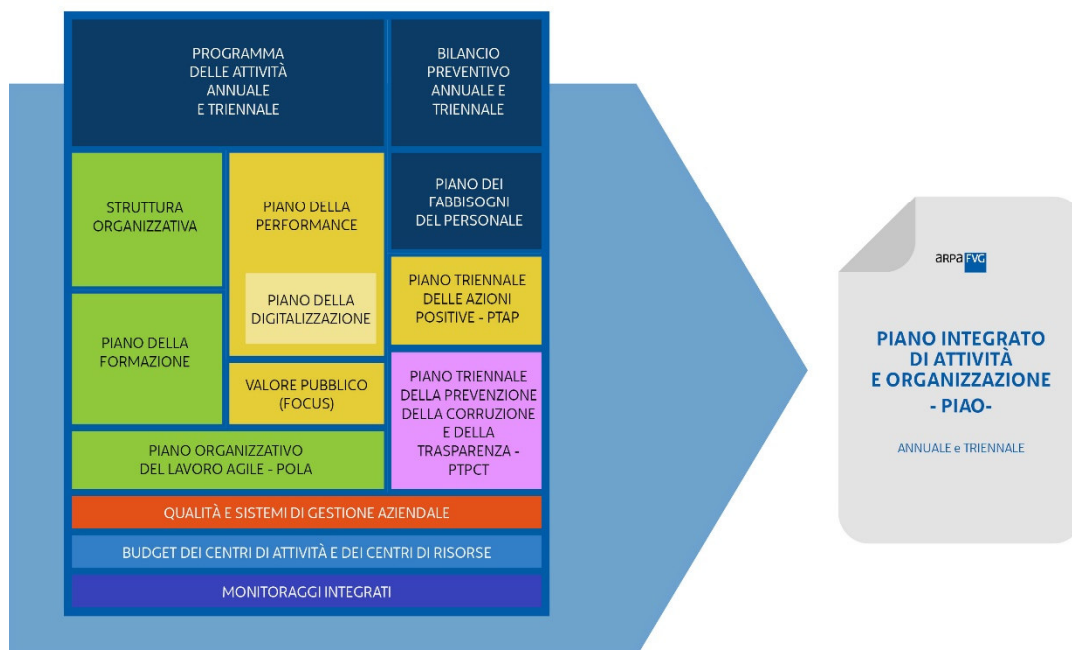 PROGRAMMA
DELLE ATTIVITÀ
ANNUALE
E TRIENNALE
BILANCIO
PREVENTIVO
ANNUALE E
TRIENNALE
STRUTTURA
ORGANIZZATIVA
PIANO DELLA
PERFORMANCE
PIANO DEI
FABBISOGNI
DEL PERSONALE
PIANO DELLA
DIGITALIZZAZIONE
PIANO TRIENNALE
DELLE AZIONI
POSITIVE - PTAP
PIANO DELLA
FORMAZIONE
VALORE PUBBLICO
(FOCUS)
PIANO TRIENNALE
DELLA PREVENZIONE
DELLA CORRUZIONE
E DELLA
TRASPARENZA -
PTPCT
PIANO ORGANIZZATIVO
DEL LAVORO AGILE - POLA
QUALITÀ E SISTEMI DI GESTIONE AZIENDALE
BUDGET DEI CENTRI DI ATTIVITÀ E DEI CENTRI DI RISORSE
MONITORAGGI INTEGRATI
arpa FVG
PIANO INTEGRATO
DI ATTIVITÀ
E ORGANIZZAZIONE
- PIAO-
ANNUALE e TRIENNALE